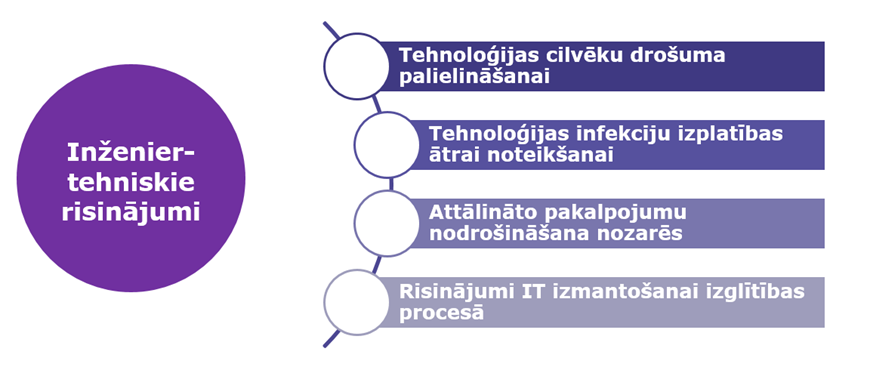 Inženier-
tehniskie
risinājumi
Tehnoloģijas cilvēku drošuma
palielināšanai
Tehnoloģijas infekciju izplatības
ātrai noteikšanai
Attālināto pakalpojumu
nodrošināšana nozarēs
Risinājumi IT izmantošanai izglītības
procesā